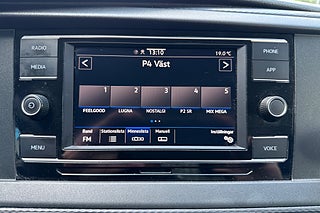 RADIO
MEDIA
MENU
13:10
19.0°C
P4 Väst
1 2 3 4 5
FEELGOOD LUGNA NOSTALGI P2 SR MIX MEGA
Band Stationslista Minneslista Manuell Inställningar
FM
PHONE
APP
VOICE